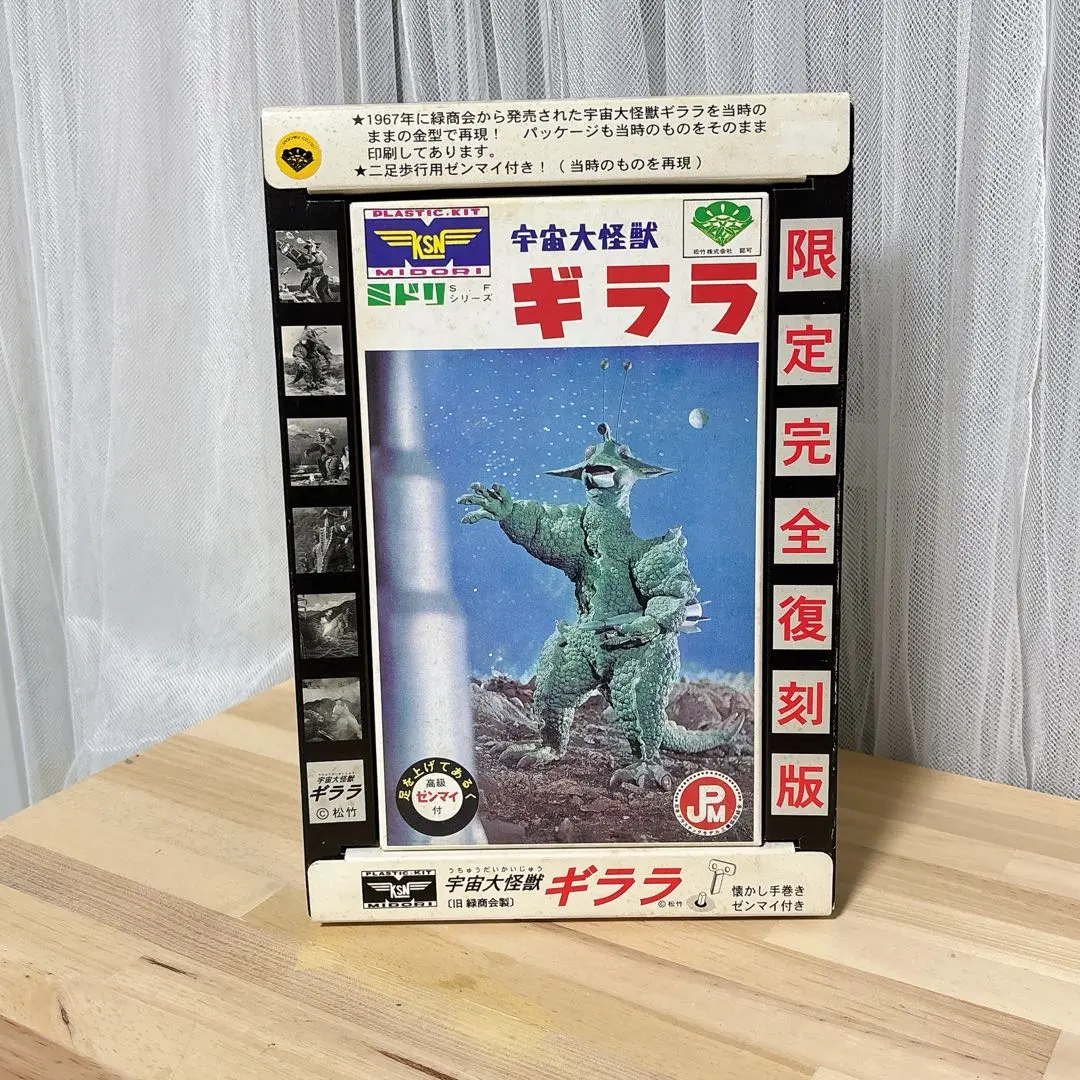 ★1967年に緑商会から発売された宇宙大怪獣ギララを当時の
ままの金型で再現！ パッケージも当時のものをそのまま
印刷してあります。
★二足歩行用ゼンマイ付き！（当時のものを再現）
PLASTIC.KIT
KSN
MIDORI
ミドリ S.F シリーズ
宇宙大怪獣
ギララ
松竹株式会社 認可
限
定
完
全
復
刻
版
足を上げてあるく
高級
ゼンマイ
付
JPM
宇宙大怪獣
ギララ
©松竹
PLASTIC.KIT
KSN
MIDORI
うちゅうだいかいじゅう
宇宙大怪獣
〔旧 緑商会製〕
ギララ
©松竹
懐かし手巻き
ゼンマイ付き